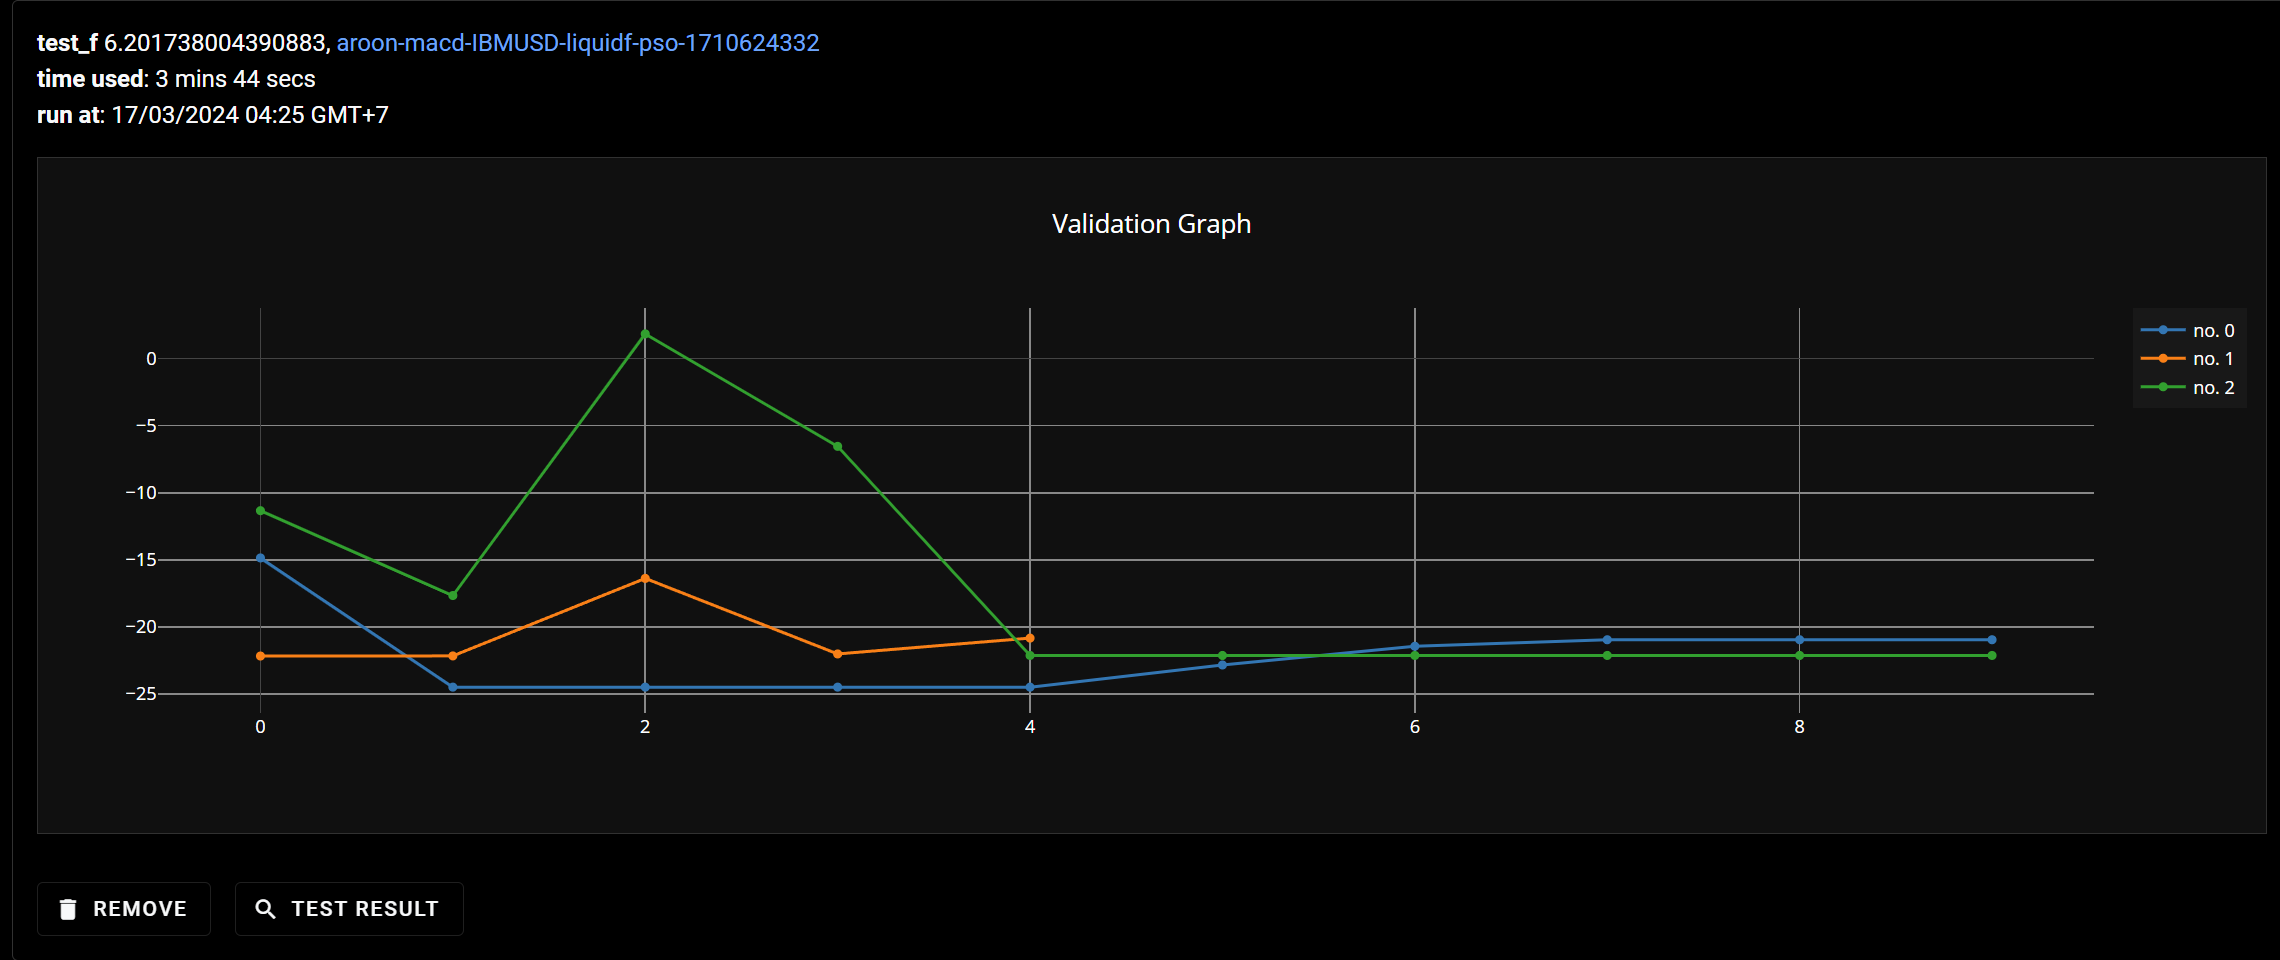 test_f 6.201738004390883, aroon-macd-IBMUSD-liquidf-pso-1710624332
time used: 3 mins 44 secs
run at: 17/03/2024 04:25 GMT+7
Validation Graph
no. 0
no. 1
no. 2
0
−5
−10
−15
−20
−25
0 2 4 6 8
REMOVE
TEST RESULT